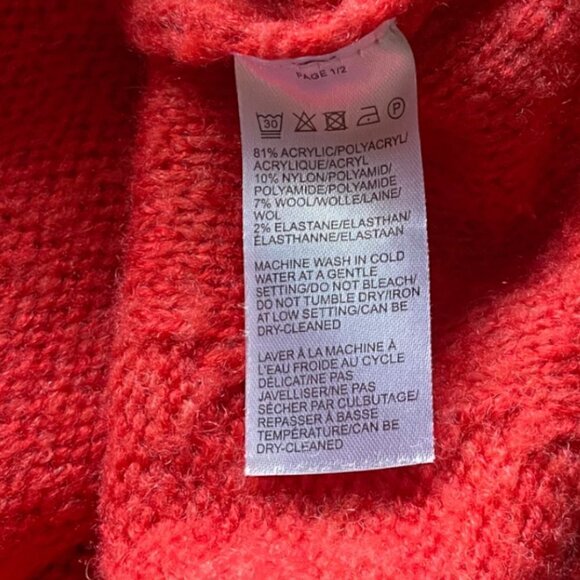 PAGE 1/2
30 P
81% ACRYLIC/POLYACRYL/
ACRYLIQUE/ACRYL
10% NYLON/POLYAMID/
POLYAMIDE/POLYAMIDE
7% WOOL/WOLLE/LAINE/
WOL
2% ELASTANE/ELASTHAN/
ÉLASTHANNE/ELASTAAN
MACHINE WASH IN COLD
WATER AT A GENTLE
SETTING/DO NOT BLEACH/
DO NOT TUMBLE DRY/IRON
AT LOW SETTING/CAN BE
DRY-CLEANED
LAVER À LA MACHINE À
L'EAU FROIDE AU CYCLE
DÉLICAT/NE PAS
JAVELLISER/NE PAS
SÉCHER PAR CULBUTAGE/
REPASSER À BASSE
TEMPÉRATURE/CAN BE
DRY-CLEANED